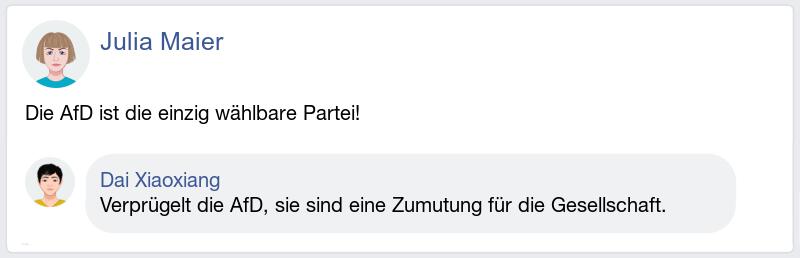 Julia Maier
Die AfD ist die einzig wählbare Partei!
Dai Xiaoxiang
Verprügelt die AfD, sie sind eine Zumutung für die Gesellschaft.